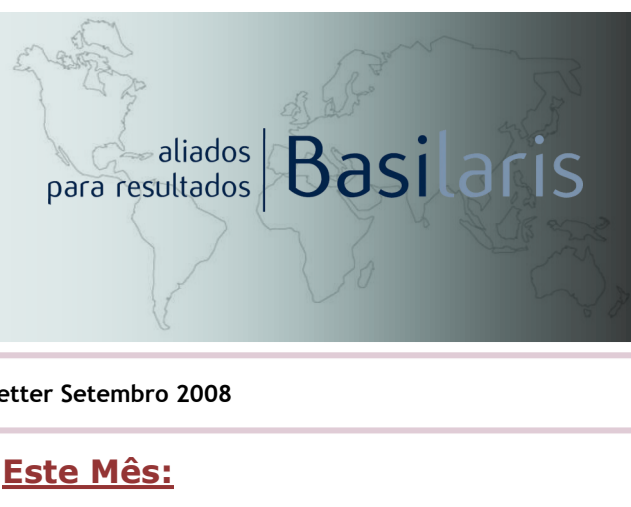 aliados
para resultados
Basilaris
etter Setembro 2008
Este Mês: